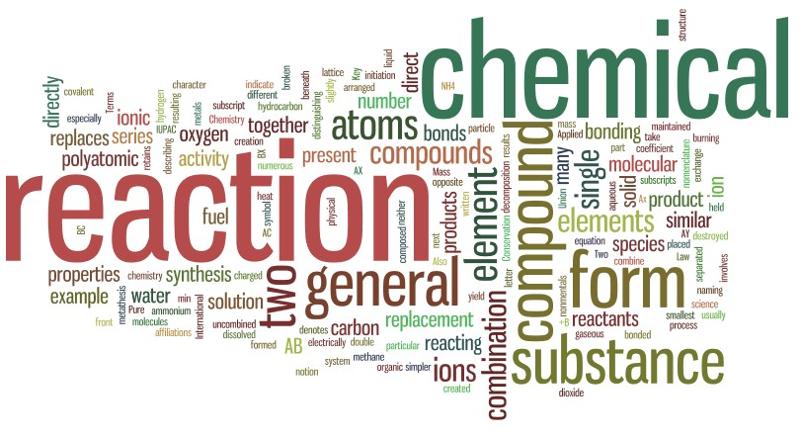 structure
chemical
liquid
direct
Key
initiation
NH4
broken
beneath
lattice
slightly
arranged
indicate
different
character
directly
covalent
terms
hydrogen
resulting
metals
subscript
hydrocarbon
distinguishing
number
especially
ionic
IUPAC
Chemistry
together
atoms
bonds
particle
mass
Applied
bonding
maintained
replaces
series
oxygen
creation
results
take
burning
part
coefficient
polyatomic
retains
describing
activity
BX
numerous
present
compounds
decomposition
many
single
molecular
nomenclature
exchange
AX
Mass
opposite
element
compound
Union
aqueous
solid
subscripts
ion
reaction
heat
symbol
physical
written
products
Conservation
Ax
product
held
fuel
BC
AC
composed
neither
next
elements
similar
AY
destroyed
equation
species
placed
Also
Two
Law
separated
combine
involves
properties
chemistry
synthesis
charged
two
general
letter
form
nonmetals
naming
example
metathesis
water
min
solution
yield
science
Pure
ammonium
International
combination
smallest
usually
front
molecules
uncombined
denotes
carbon
replacement
+B
reactants
process
affiliations
dissolved
gaseous
bonded
formed
AB
electrically
double
particular
reacting
substance
system
methane
notion
organic
simpler
ions
created
dioxide